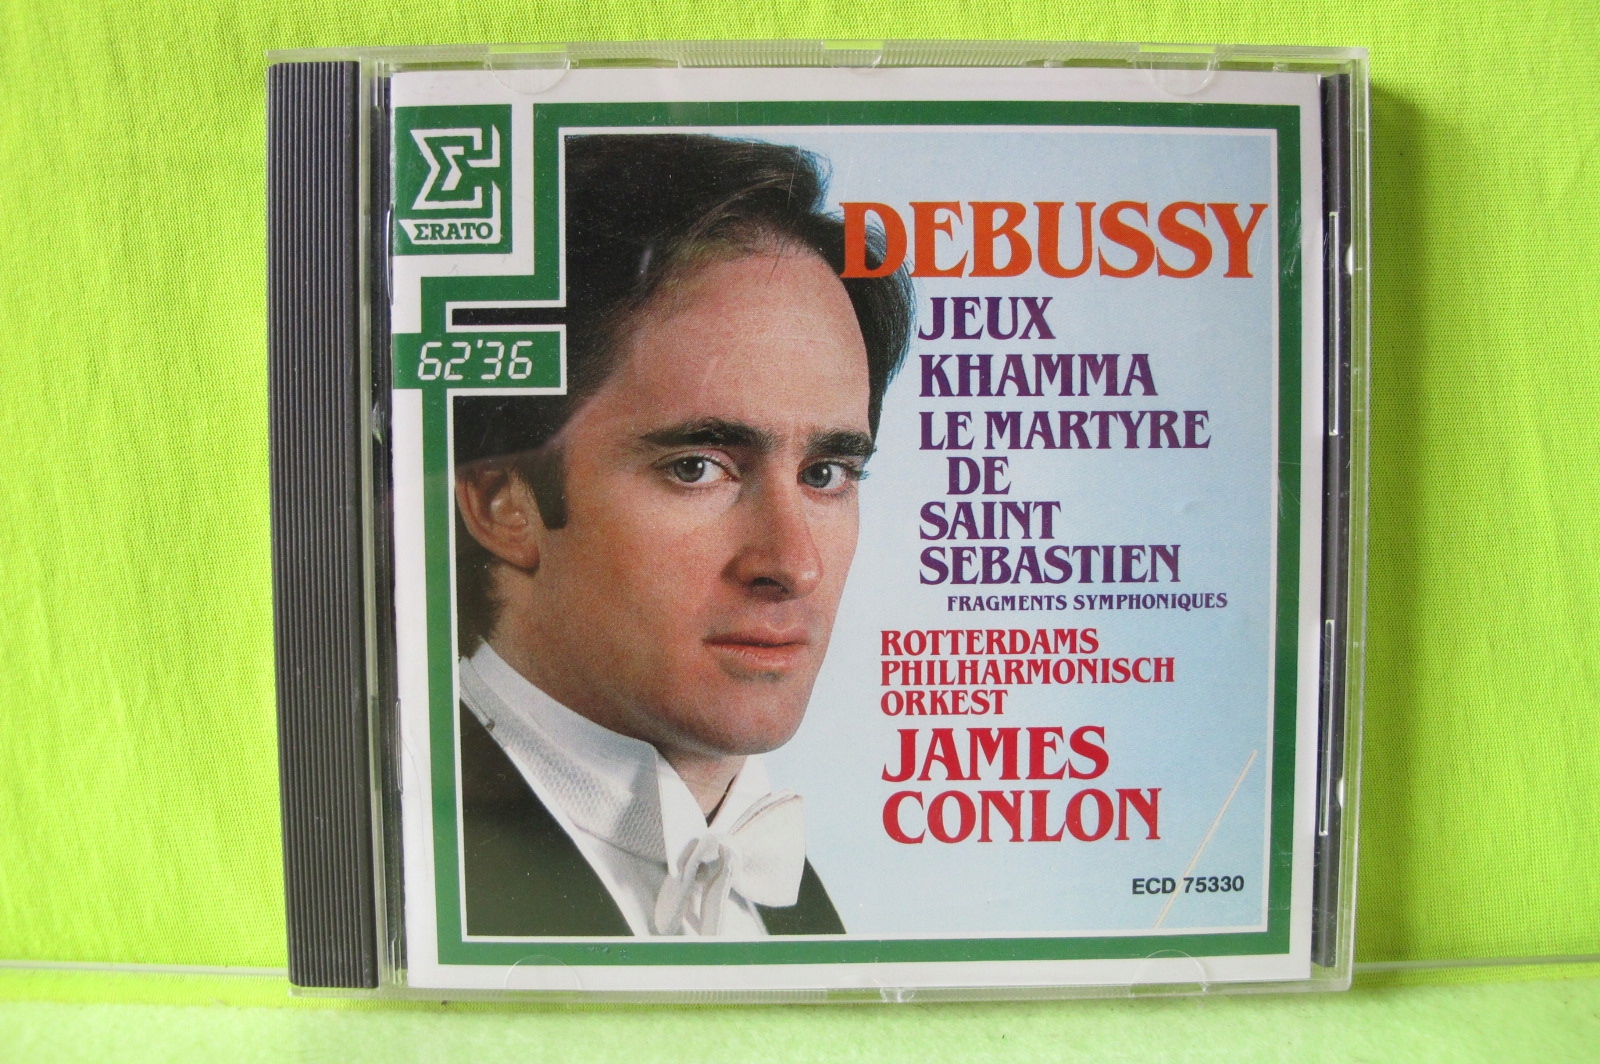 ΣRATO
62'36
DEBUSSY
JEUX
KHAMMA
LE MARTYRE
DE
SAINT
SEBASTIEN
FRAGMENTS SYMPHONIQUES
ROTTERDAMS
PHILHARMONISCH
ORKEST
JAMES
CONLON
ECD 75330